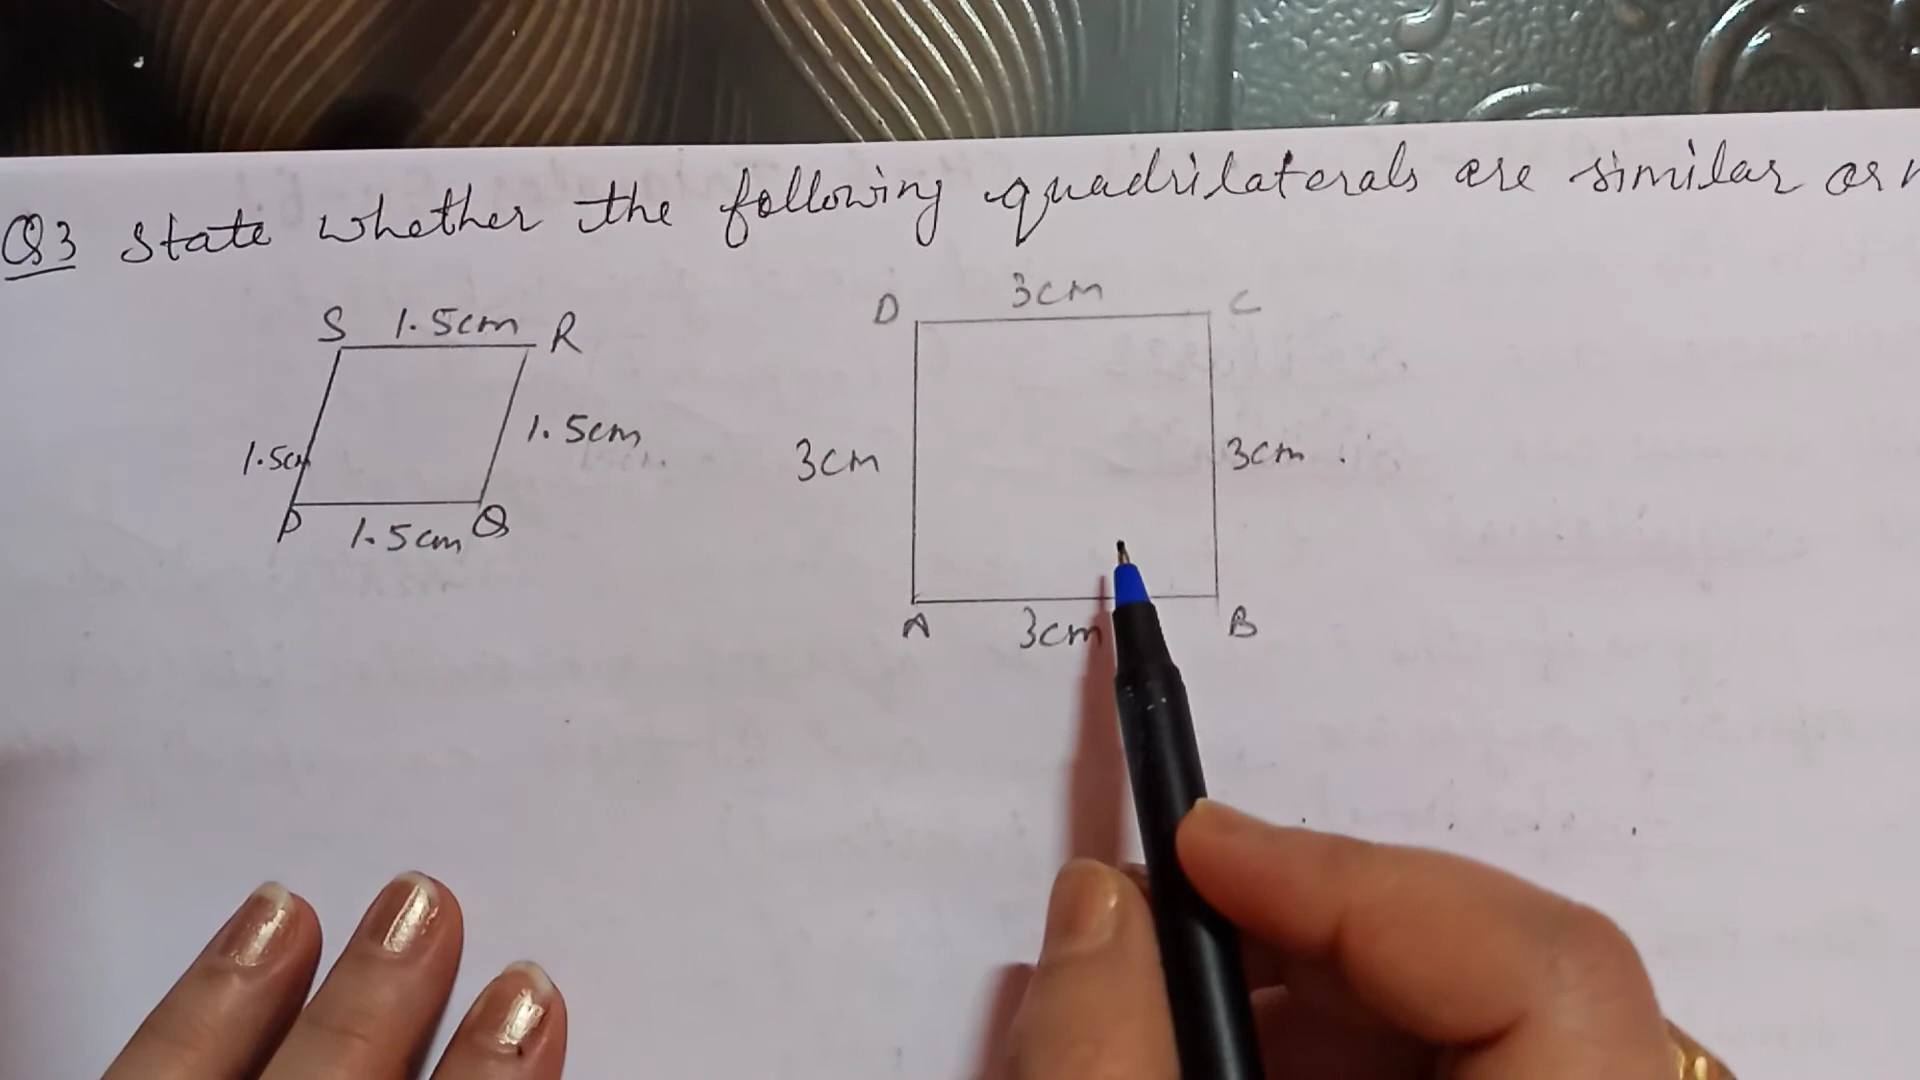 Q3 State whether the following quadrilaterals are similar or
S 1.5cm R
1.5cm
1.5cm
P 1.5cm Q
D 3cm C
3cm
3cm.
A 3cm B